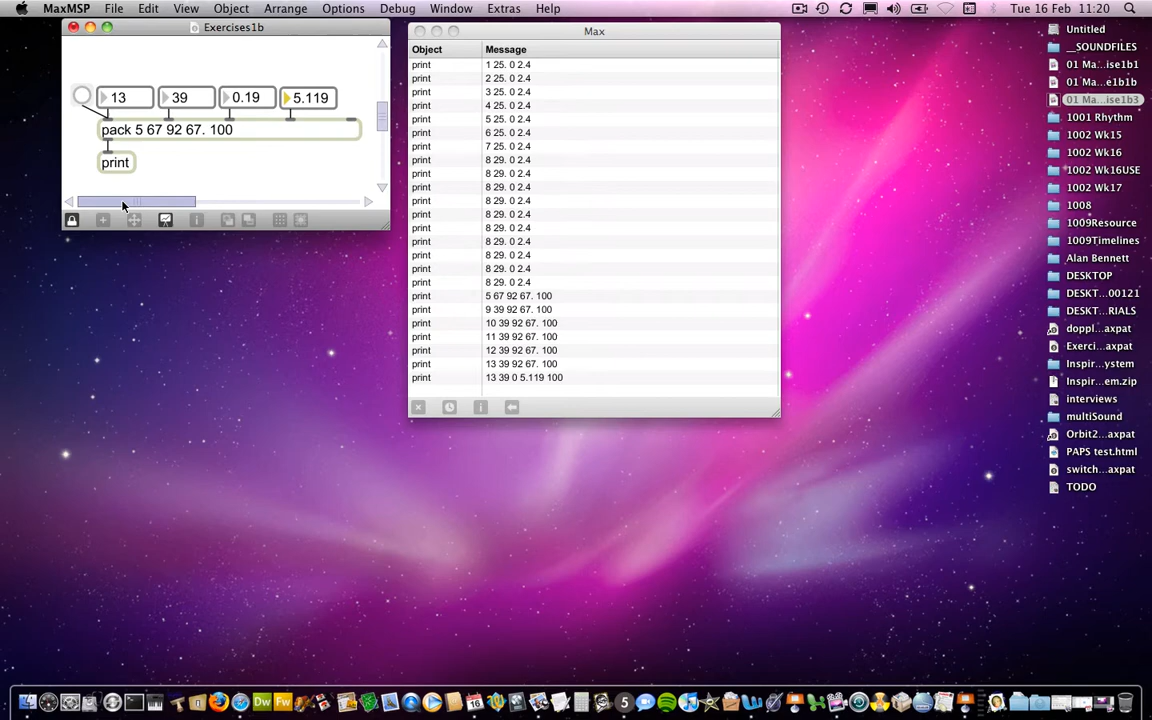 MaxMSP File Edit View Object Arrange Options Debug Window Extras Help
Tue 16 Feb 11:20
Exercises1b
13 39 0.19 5.119
pack 5 67 92 67. 100
print
Max
Object Message
print 1 25. 0 2.4
print 2 25. 0 2.4
print 3 25. 0 2.4
print 4 25. 0 2.4
print 5 25. 0 2.4
print 6 25. 0 2.4
print 7 25. 0 2.4
print 8 29. 0 2.4
print 8 29. 0 2.4
print 8 29. 0 2.4
print 8 29. 0 2.4
print 8 29. 0 2.4
print 8 29. 0 2.4
print 8 29. 0 2.4
print 8 29. 0 2.4
print 8 29. 0 2.4
print 8 29. 0 2.4
print 5 67 92 67. 100
print 9 39 92 67. 100
print 10 39 92 67. 100
print 11 39 92 67. 100
print 12 39 92 67. 100
print 13 39 92 67. 100
print 13 39 0 5.119 100
Untitled
__SOUNDFILES
01 Ma...ise1b1
01 Ma...e1b1b
01 Ma...ise1b3
1001 Rhythm
1002 Wk15
1002 Wk16
1002 Wk16USE
1002 Wk17
1008
1009Resource
1009Timelines
Alan Bennett
DESKTOP
DESKT...00121
DESKT...RIALS
doppl...axpat
Exerci...axpat
Inspir...ystem
Inspir...em.zip
interviews
multiSound
Orbit2...axpat
PAPS test.html
switch...axpat
TODO
Dw Fw 16 5